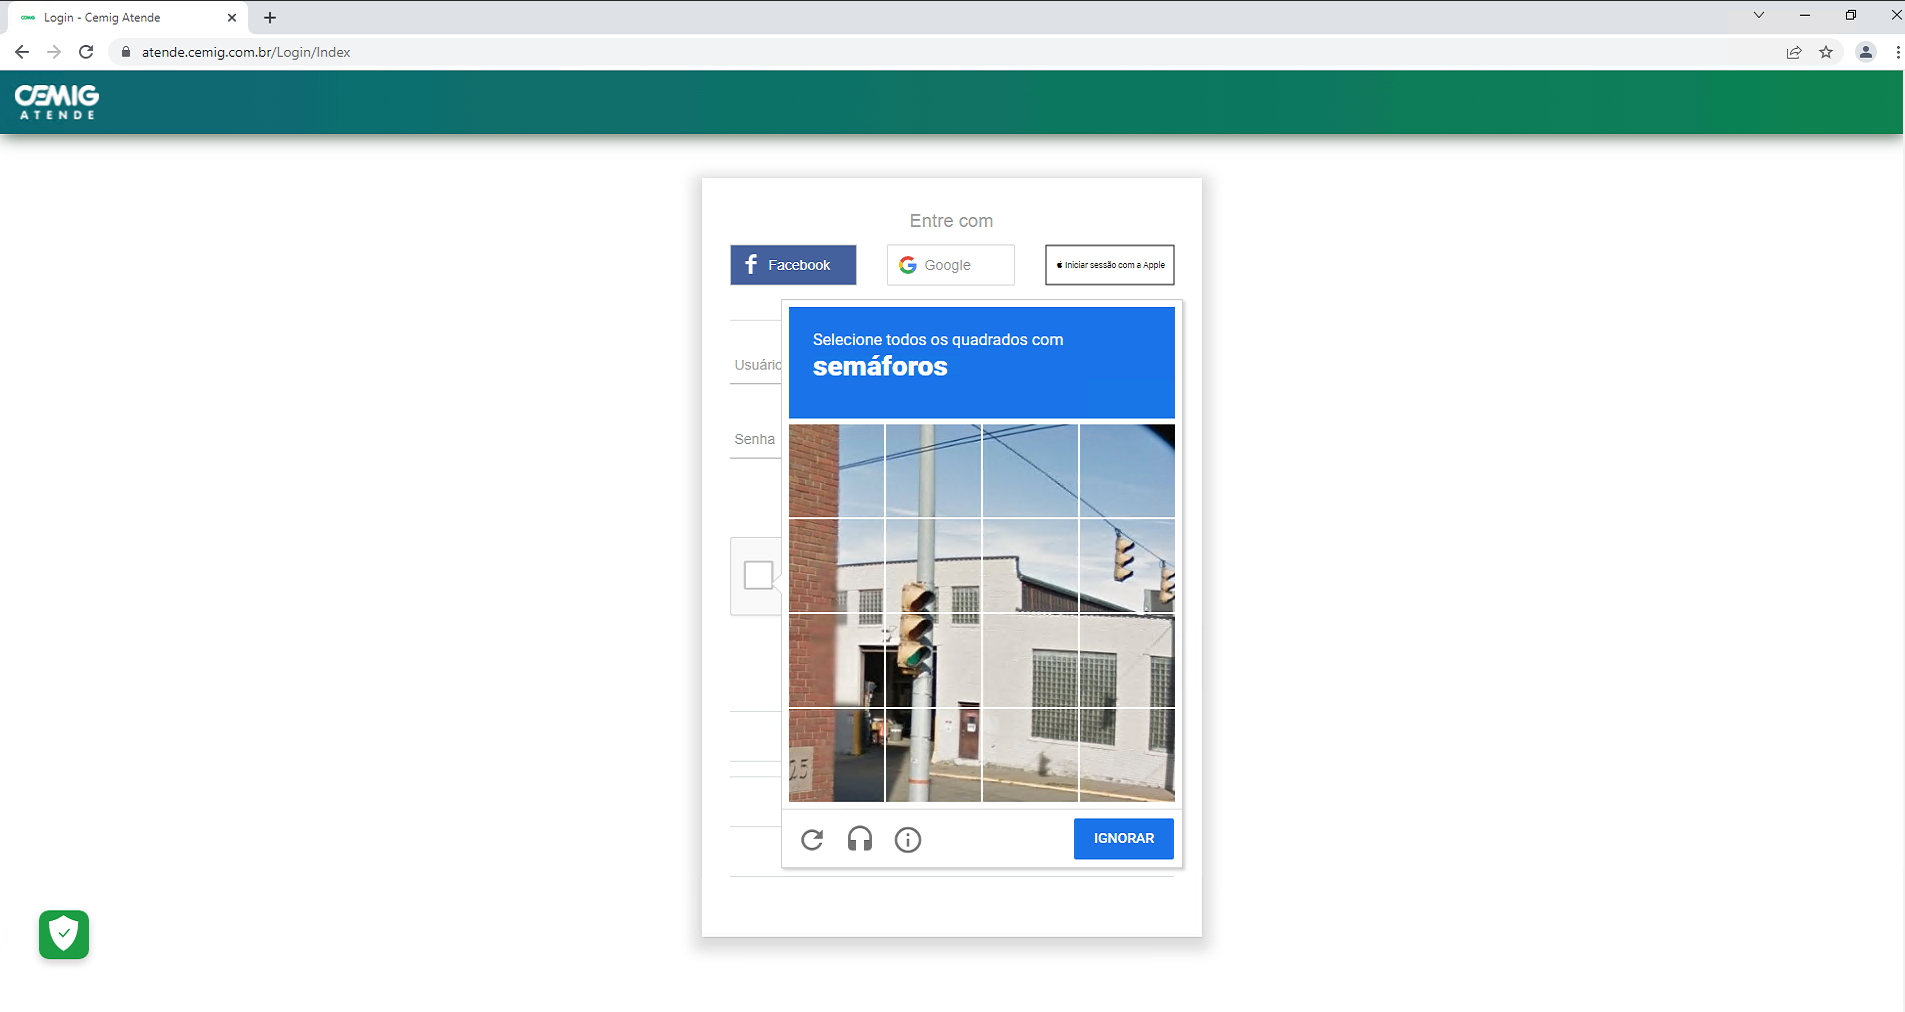 Login - Cemig Atende
atende.cemig.com.br/Login/Index
CEMIG
ATENDE
Entre com
Facebook
Google
Iniciar sessão com a Apple
Selecione todos os quadrados com
semáforos
Usuário
Senha
25
IGNORAR